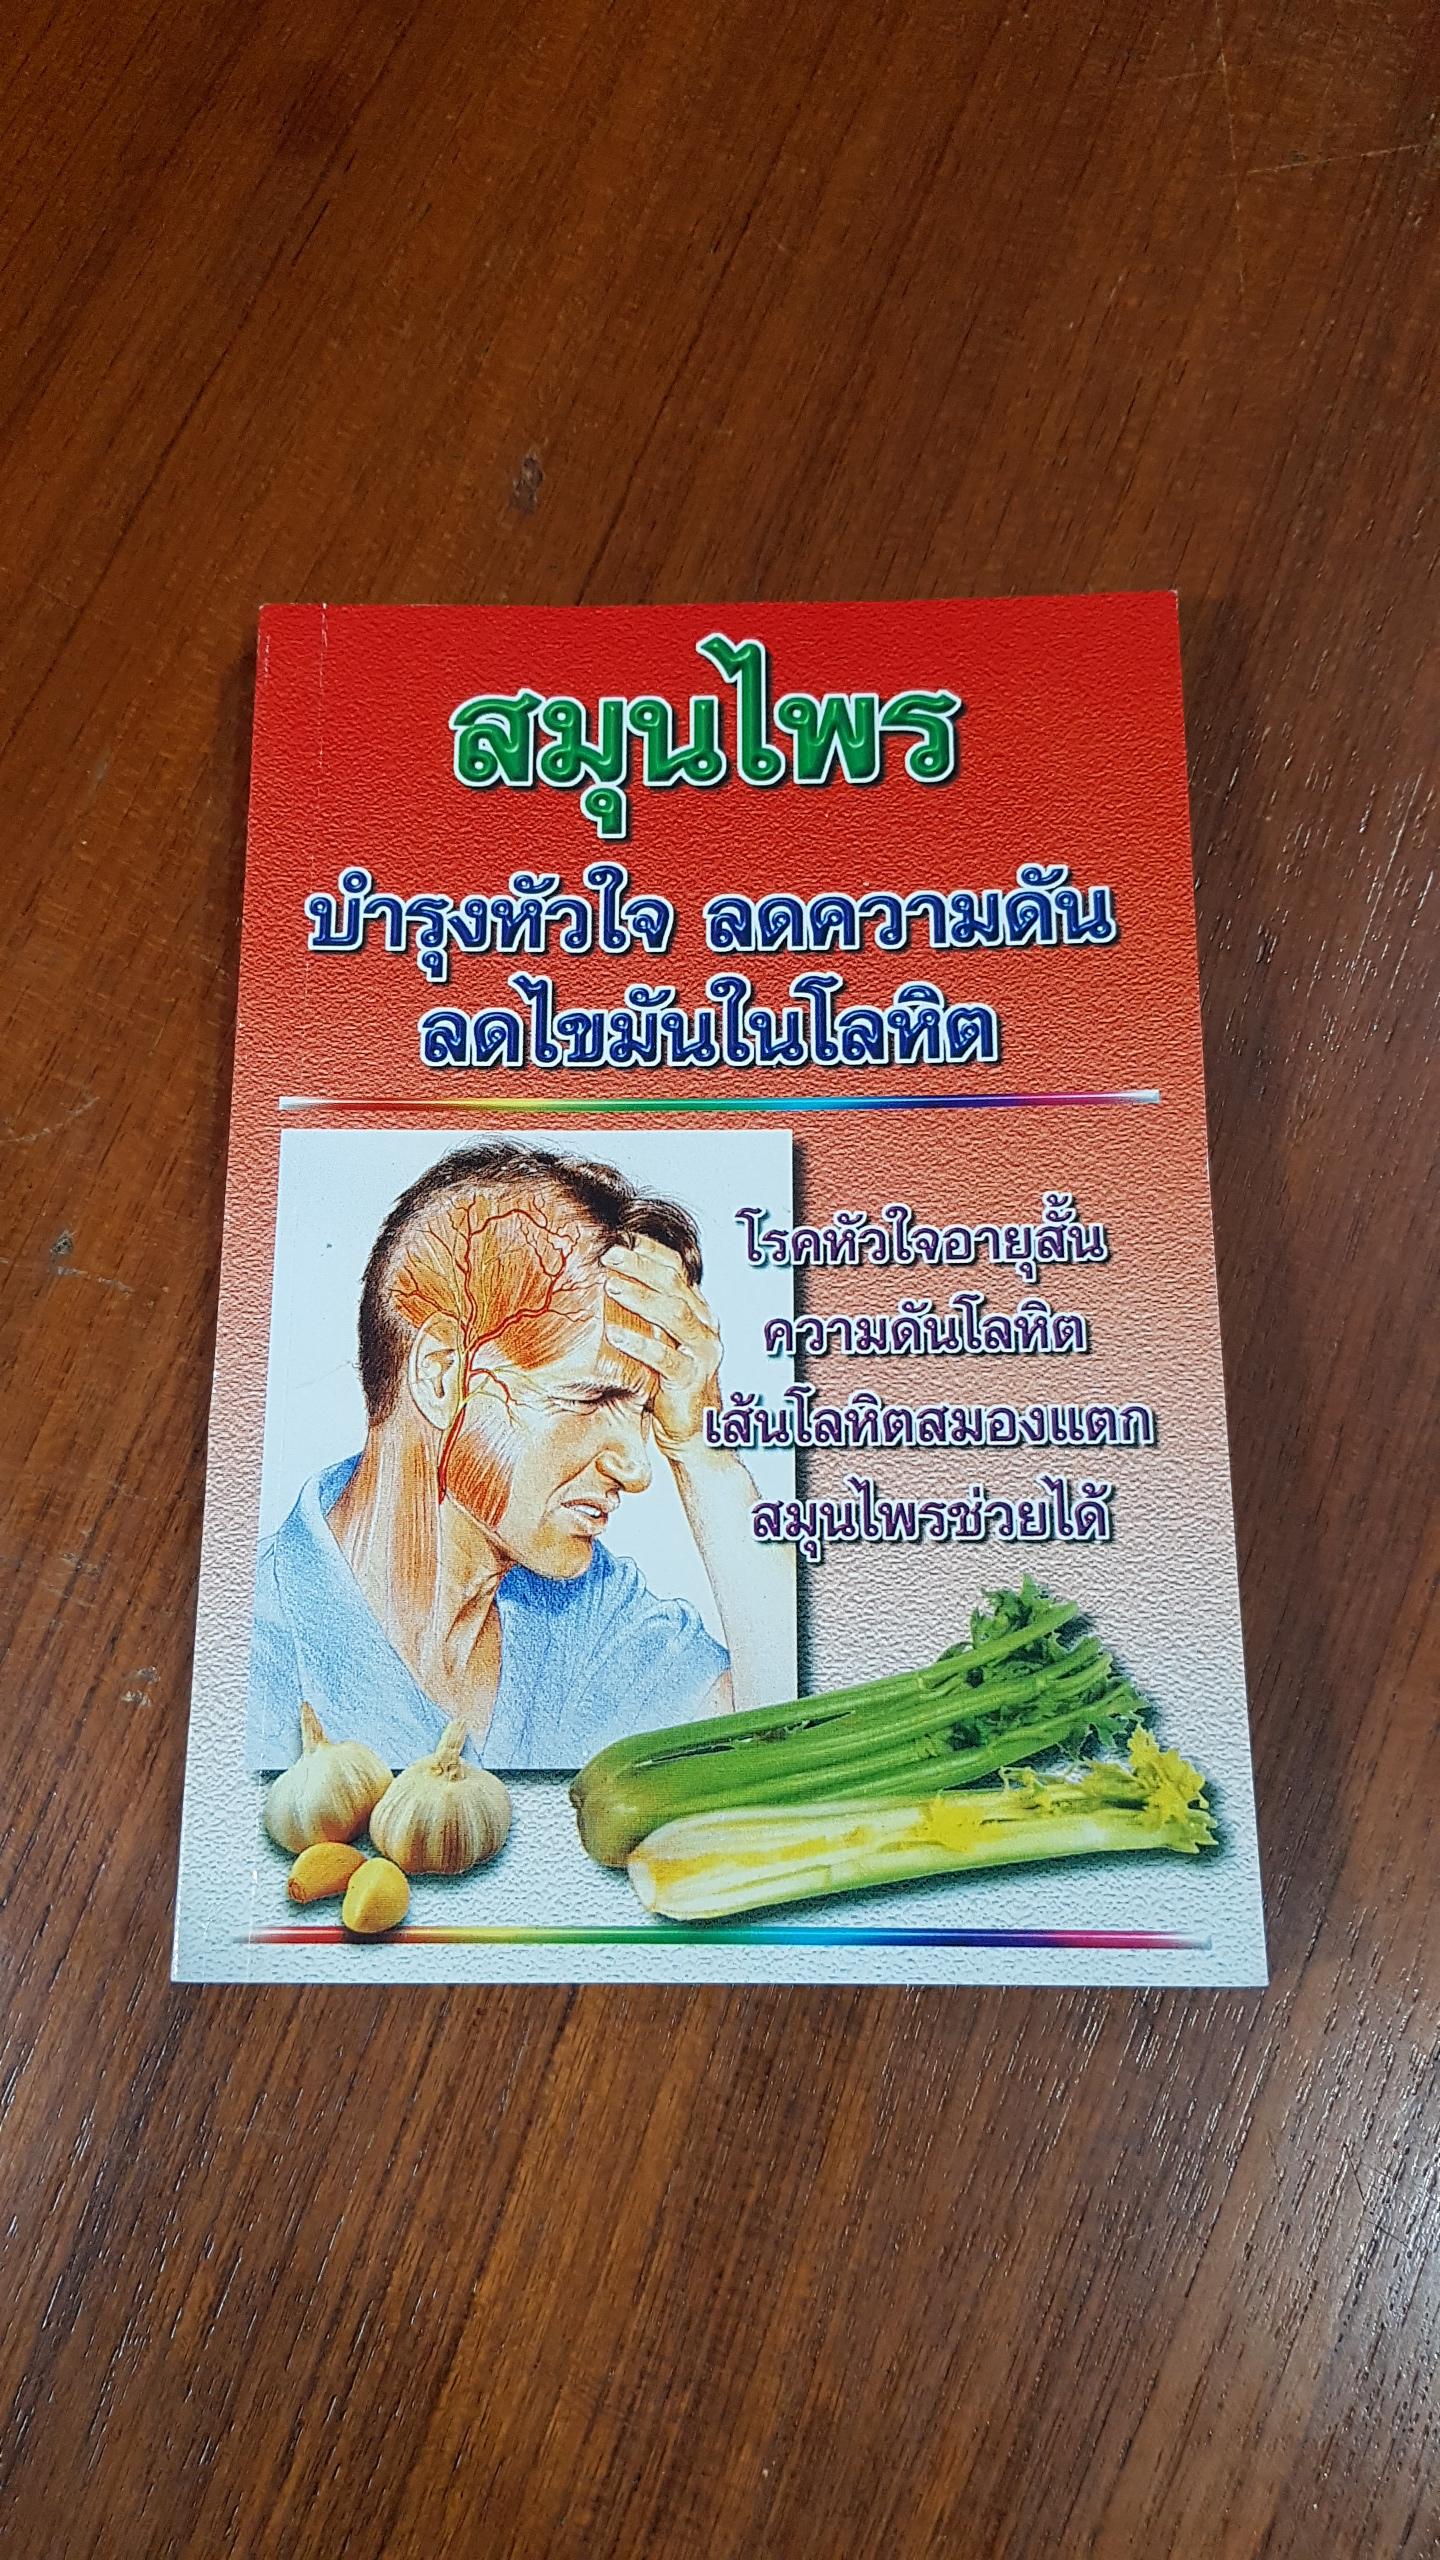 สมุนไพร
บำรุงหัวใจ ลดความดัน
ลดไขมันในโลหิต
โรคหัวใจอายุสั้น
ความดันโลหิต
เส้นโลหิตสมองแตก
สมุนไพรช่วยได้